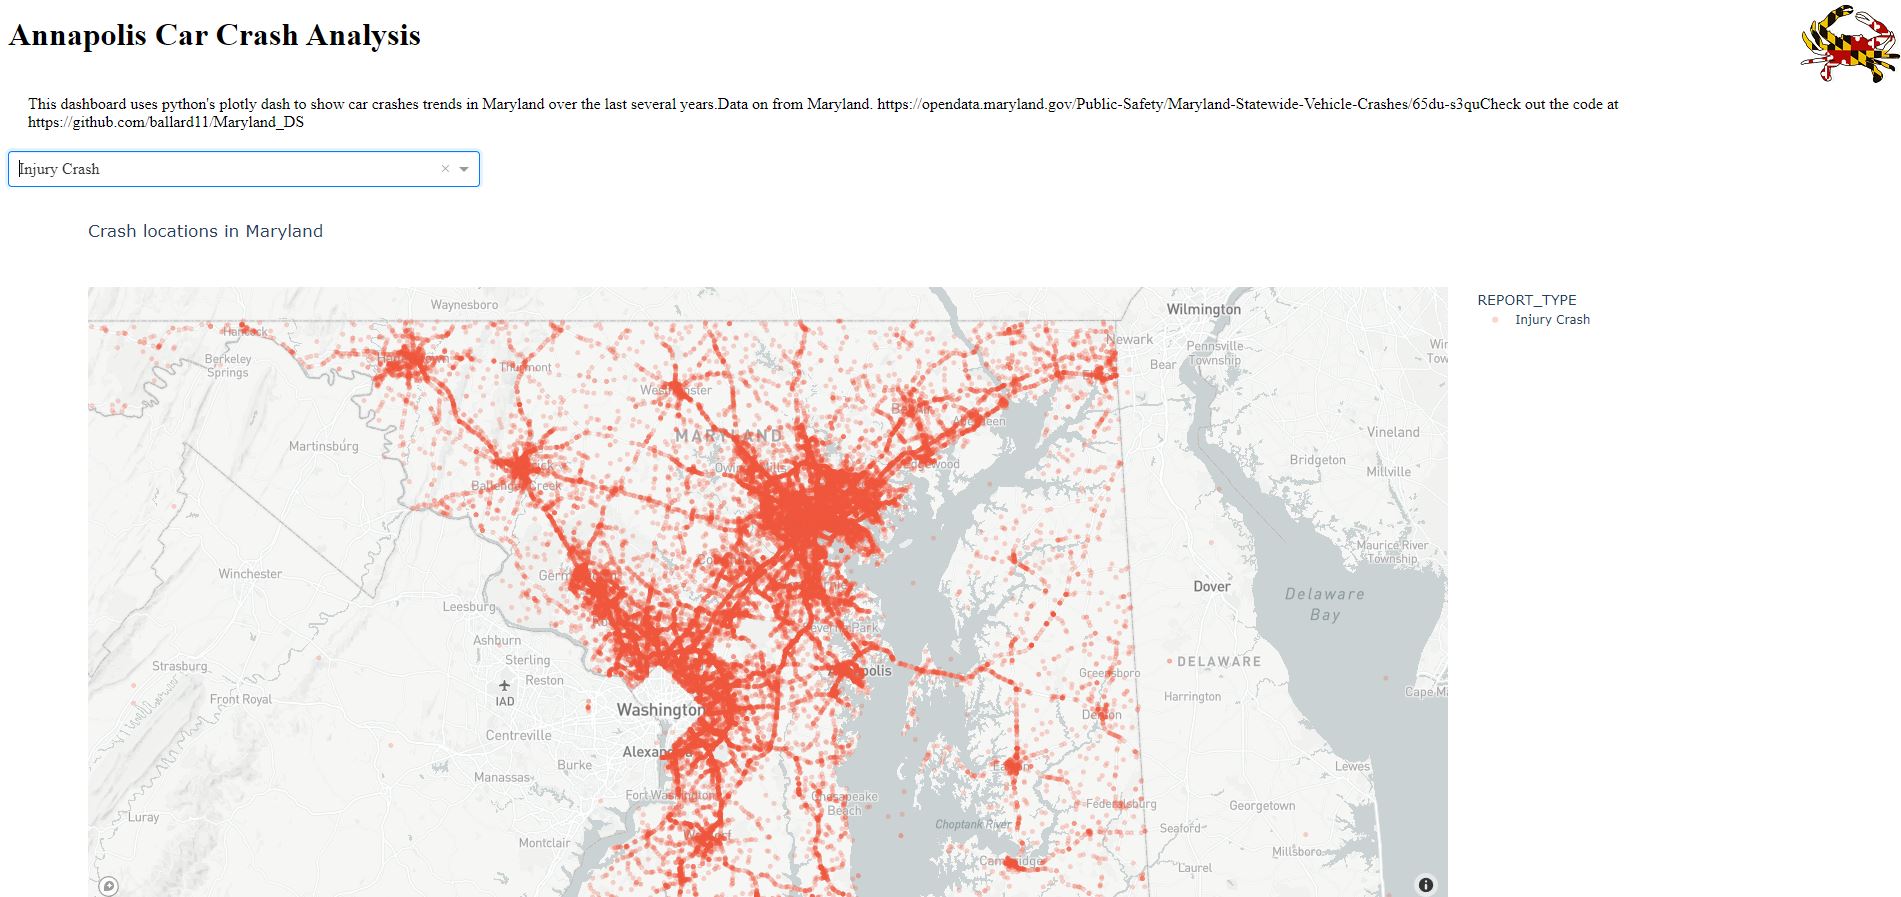 Annapolis Car Crash Analysis
This dashboard uses python's plotly dash to show car crashes trends in Maryland over the last several years.Data on from Maryland. https://opendata.maryland.gov/Public-Safety/Maryland-Statewide-Vehicle-Crashes/65du-s3quCheck out the code at
https://github.com/ballard11/Maryland_DS
Injury Crash
Crash locations in Maryland
REPORT_TYPE
Injury Crash
Waynesboro
Wilmington
Hancock
Newark
Pennsville
Township
Berkeley
Springs
Thurmont
Bear
Westminster
Bel Air
Elkton
Aberdeen
MARYLAND
Vineland
Martinsburg
Owings Mills
Edgewood
Bridgeton
Millville
Ballenger Creek
Maurice River
Township
Winchester
Dover
Delaware
Bay
Leesburg
Ashburn
Severna Park
Sterling
Strasburg
Annapolis
DELAWARE
Reston
Greensboro
IAD
Front Royal
Harrington
Washington
Denton
Centreville
Alexandria
Burke
Easton
Lewes
Manassas
Fort Washington
Chesapeake
Beach
Federalsburg
Georgetown
Luray
Choptank River
Seaford
Waldorf
Montclair
Millsboro
Cambridge
Laurel